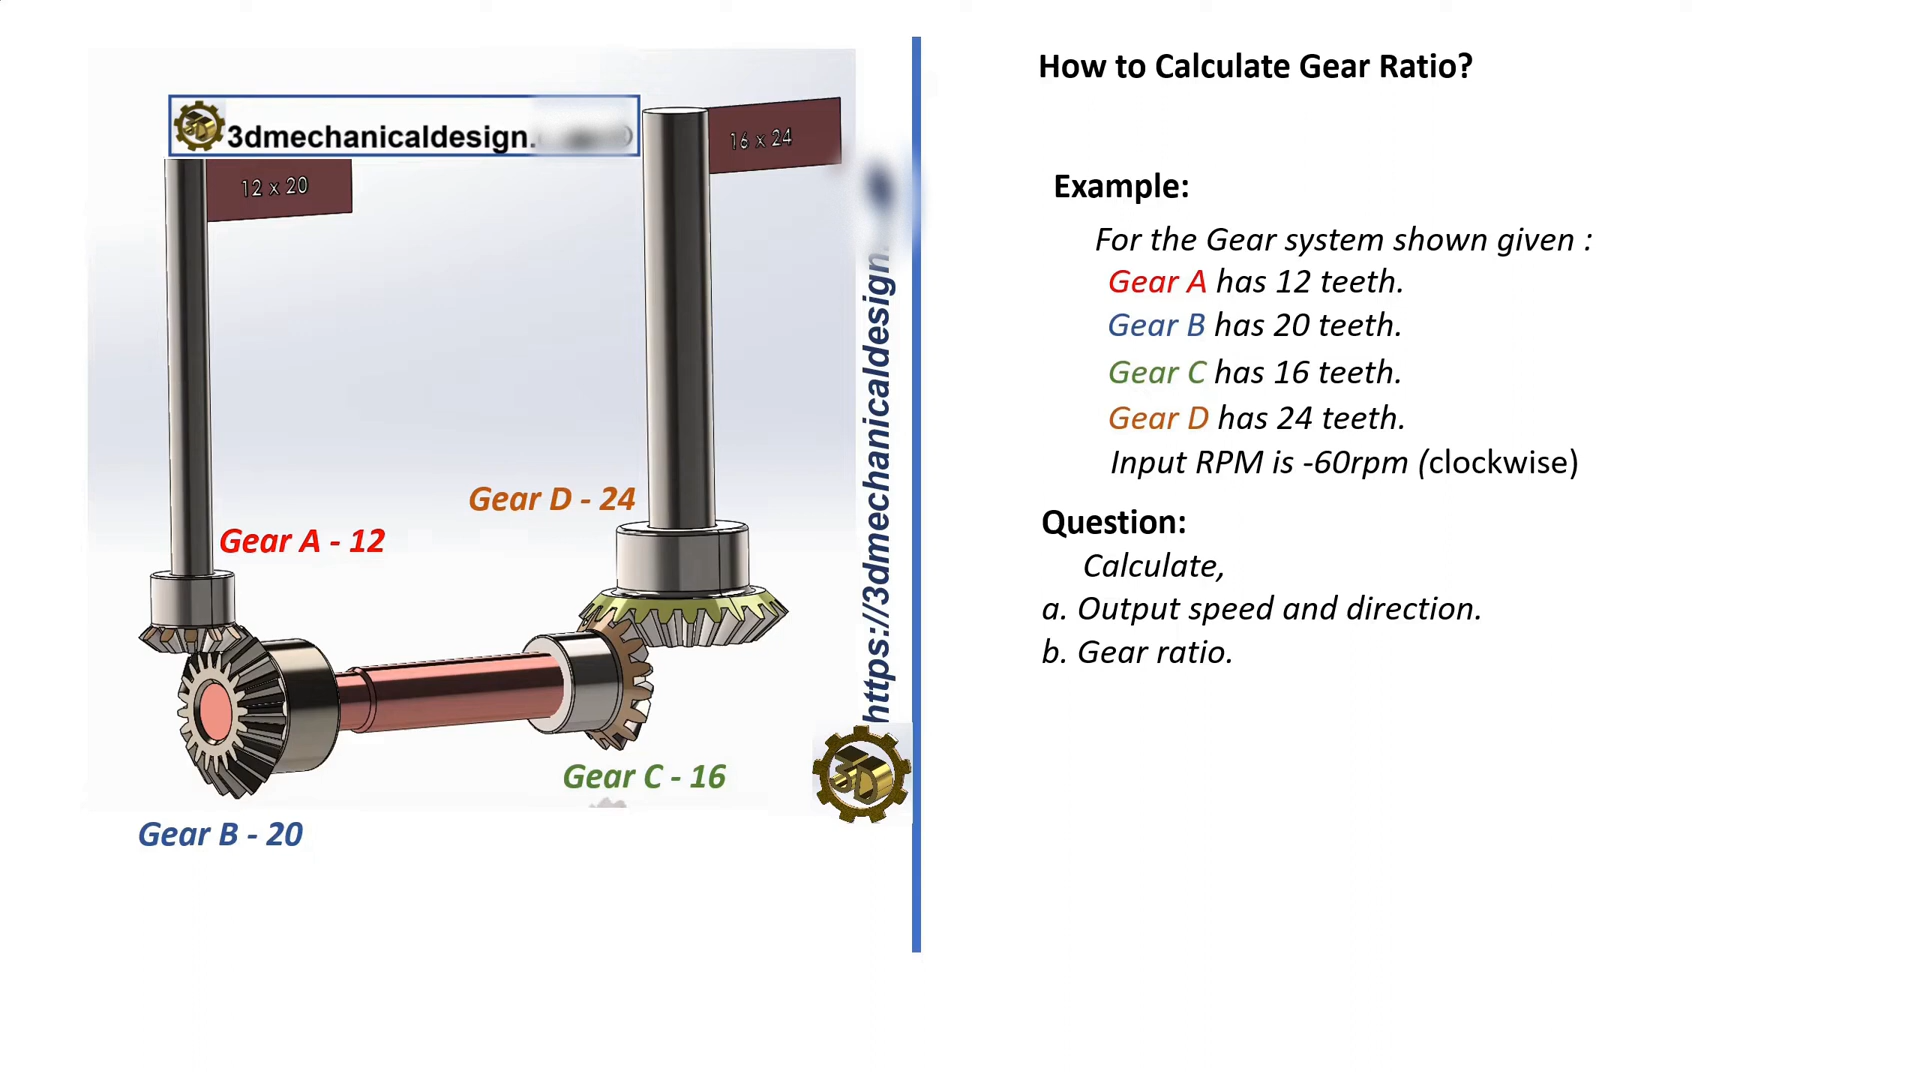 3dmechanicaldesign.
12 x 20
16 x 24
Gear D - 24
Gear A - 12
Gear C - 16
Gear B - 20
https://3dmechanicaldesign.
3D
How to Calculate Gear Ratio?
Example:
For the Gear system shown given :
Gear A has 12 teeth.
Gear B has 20 teeth.
Gear C has 16 teeth.
Gear D has 24 teeth.
Input RPM is -60rpm (clockwise)
Question:
Calculate,
a. Output speed and direction.
b. Gear ratio.